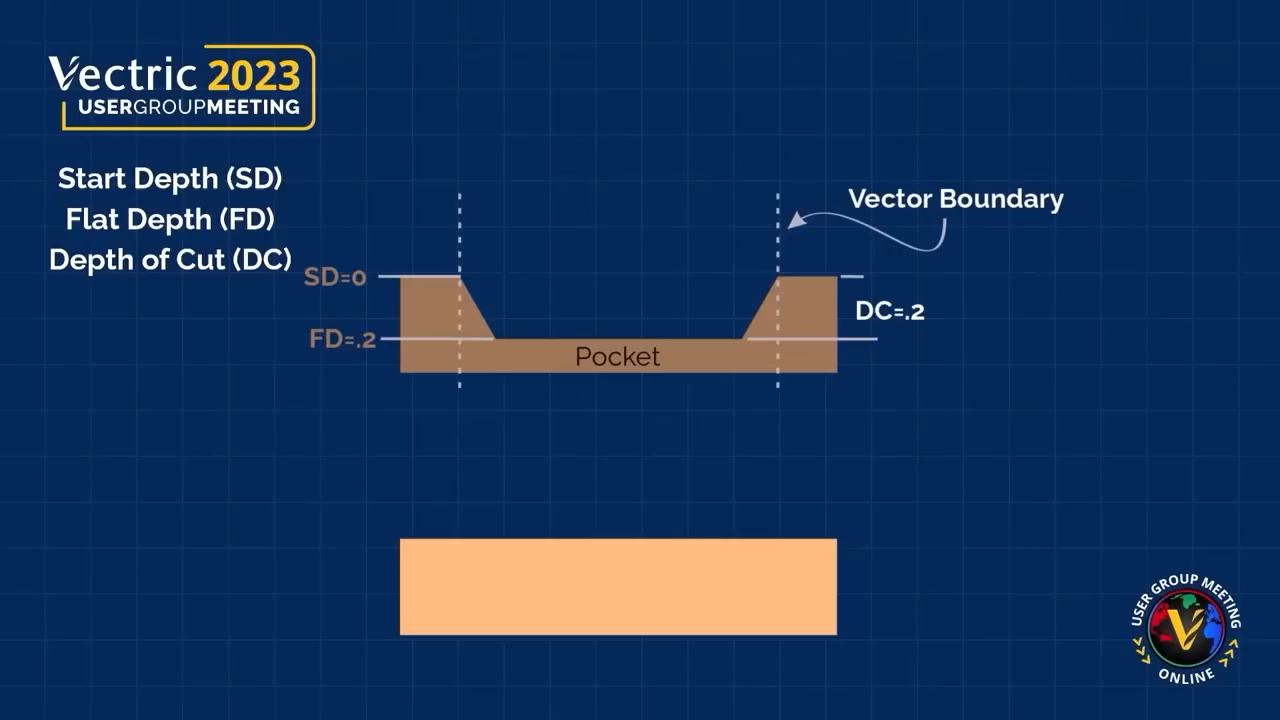 Vectric 2023
USERGROUPMEETING
Start Depth (SD)
Flat Depth (FD)
Depth of Cut (DC)
Vector Boundary
SD=0
DC=.2
FD=.2
Pocket
USER GROUP MEETING
V
ONLINE